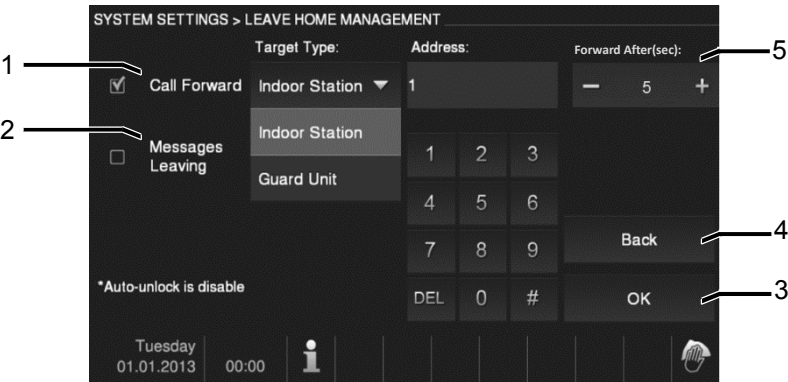 SYSTEM SETTINGS > LEAVE HOME MANAGEMENT
Target Type: Address: Forward After(sec): 5
1 Call Forward Indoor Station 1 − 5 +
2 Messages Leaving Indoor Station
Guard Unit
1 2 3
4 5 6
7 8 9
DEL 0 #
Back 4
OK 3
*Auto-unlock is disable
Tuesday
01.01.2013 00:00 i